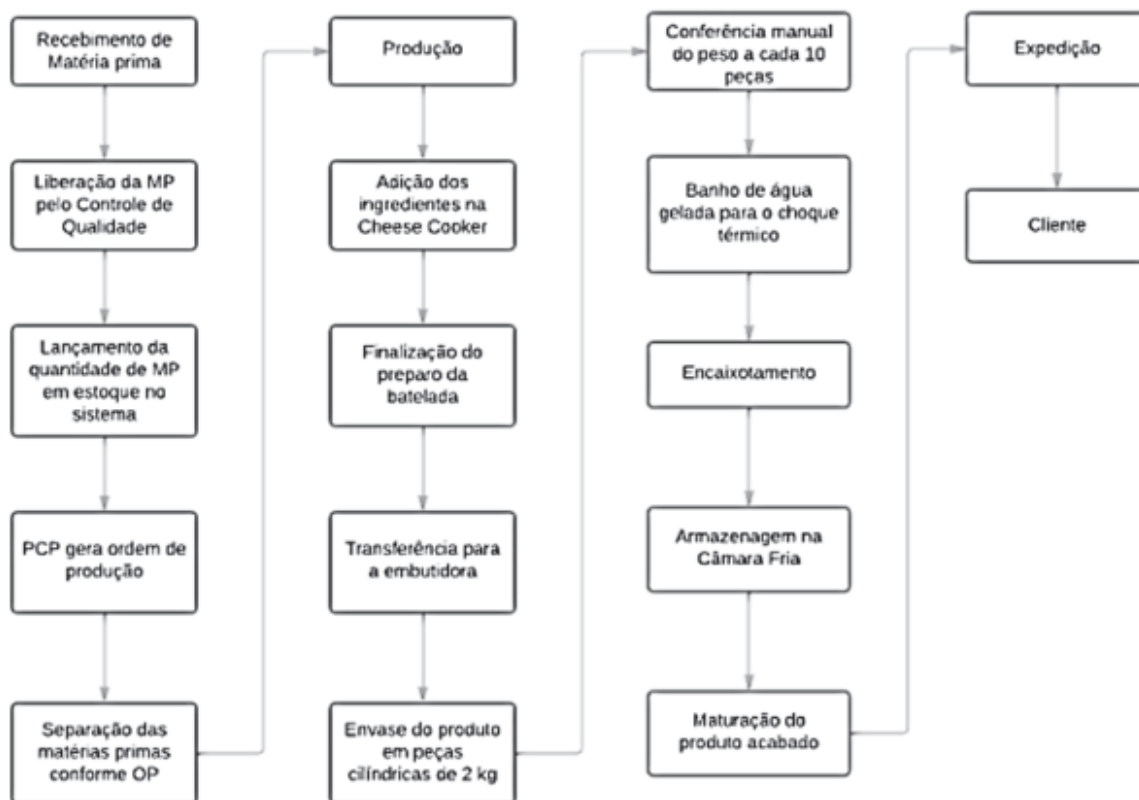 Recebimento de
Matéria prima
Liberação da MP
pelo Controle de
Qualidade
Lançamento da
quantidade de MP
em estoque no
sistema
PCP gera ordem de
produção
Separação das
matérias primas
conforme OP
Produção
Adição dos
ingredientes na
Cheese Cooker
Finalização do
preparo da
batelada
Transferência para
a embutidora
Envase do produto
em peças
cilíndricas de 2 kg
Conferência manual
do peso a cada 10
peças
Banho de água
gelada para o choque
térmico
Encaixotamento
Armazenagem na
Câmara Fria
Maturação do
produto acabado
Expedição
Cliente